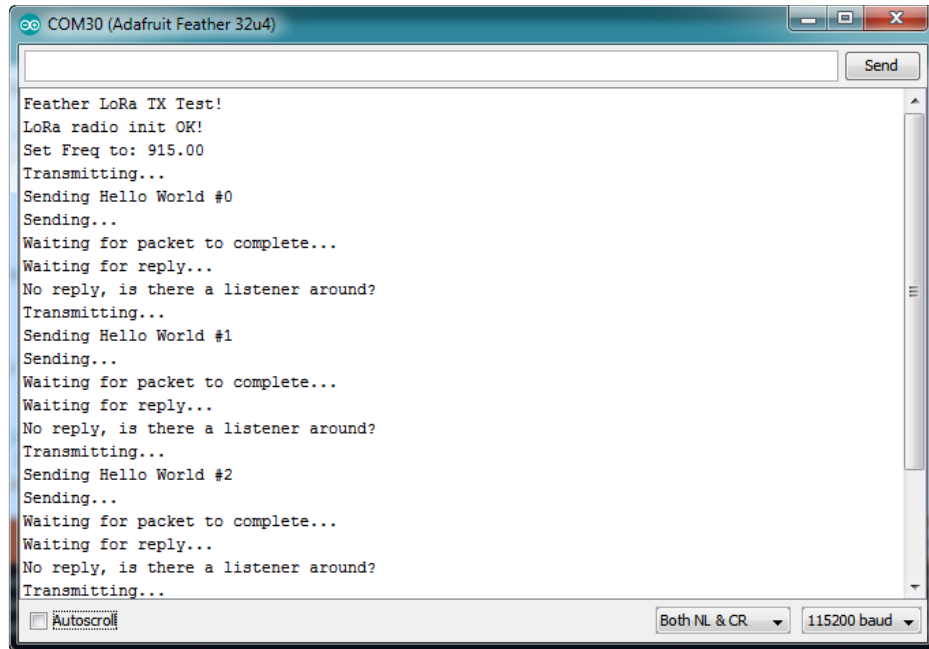 COM30 (Adafruit Feather 32u4)
Send
Feather LoRa TX Test!
LoRa radio init OK!
Set Freq to: 915.00
Transmitting...
Sending Hello World #0
Sending...
Waiting for packet to complete...
Waiting for reply...
No reply, is there a listener around?
Transmitting...
Sending Hello World #1
Sending...
Waiting for packet to complete...
Waiting for reply...
No reply, is there a listener around?
Transmitting...
Sending Hello World #2
Sending...
Waiting for packet to complete...
Waiting for reply...
No reply, is there a listener around?
Transmitting...
Autoscroll Both NL & CR 115200 baud